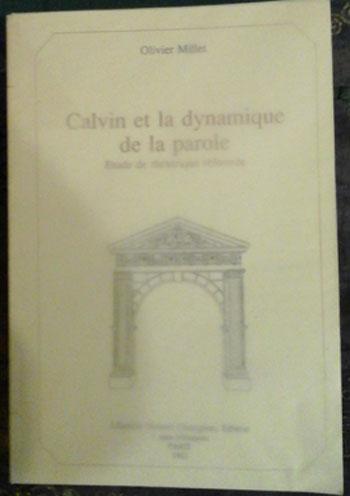 Olivier Millet
Calvin et la dynamique
de la parole
Etude de rhétorique réformée
Librairie Honoré Champion, Editeur
PARIS
1992